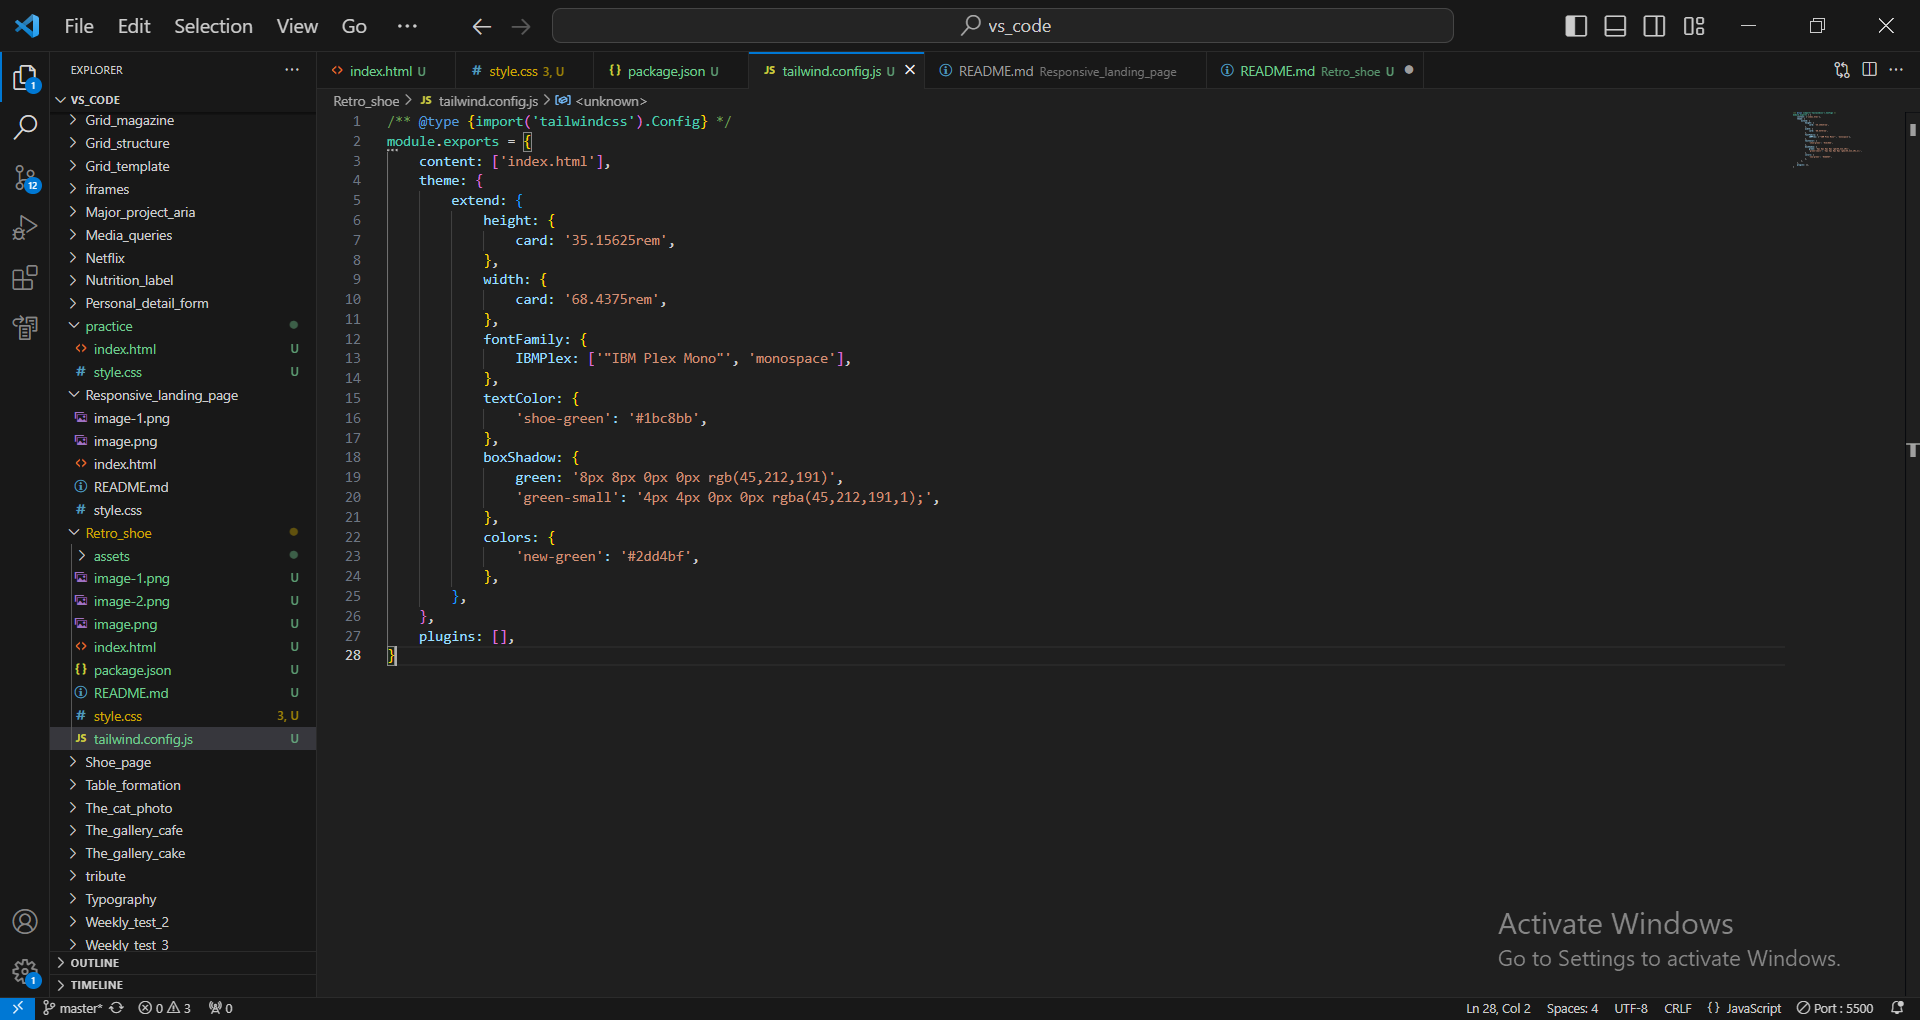 File Edit Selection View Go ··· vs_code
EXPLORER ···
VS_CODE
Grid_magazine
Grid_structure
Grid_template
iframes
Major_project_aria
Media_queries
Netflix
Nutrition_label
Personal_detail_form
practice
index.html U
style.css U
Responsive_landing_page
image-1.png
image.png
index.html
README.md
style.css
Retro_shoe
assets
image-1.png U
image-2.png U
image.png U
index.html U
package.json U
README.md U
style.css 3, U
tailwind.config.js U
Shoe_page
Table_formation
The_cat_photo
The_gallery_cafe
The_gallery_cake
tribute
Typography
Weekly_test_2
Weekly_test_3
OUTLINE
TIMELINE
1
12
1
index.html U style.css 3, U package.json U tailwind.config.js U README.md Responsive_landing_page README.md Retro_shoe U
Retro_shoe > JS tailwind.config.js > <unknown>
1 /** @type {import('tailwindcss').Config} */
2 module.exports = {
3 content: ['index.html'],
4 theme: {
5 extend: {
6 height: {
7 card: '35.15625rem',
8 },
9 width: {
10 card: '68.4375rem',
11 },
12 fontFamily: {
13 IBMPlex: ['"IBM Plex Mono"', 'monospace'],
14 },
15 textColor: {
16 'shoe-green': '#1bc8bb',
17 },
18 boxShadow: {
19 green: '8px 8px 0px 0px rgb(45,212,191)',
20 'green-small': '4px 4px 0px 0px rgba(45,212,191,1);',
21 },
22 colors: {
23 'new-green': '#2dd4bf',
24 },
25 },
26 },
27 plugins: [],
28 }
Activate Windows
Go to Settings to activate Windows.
master* 0 3 0 Ln 28, Col 2 Spaces: 4 UTF-8 CRLF {} JavaScript Port : 5500